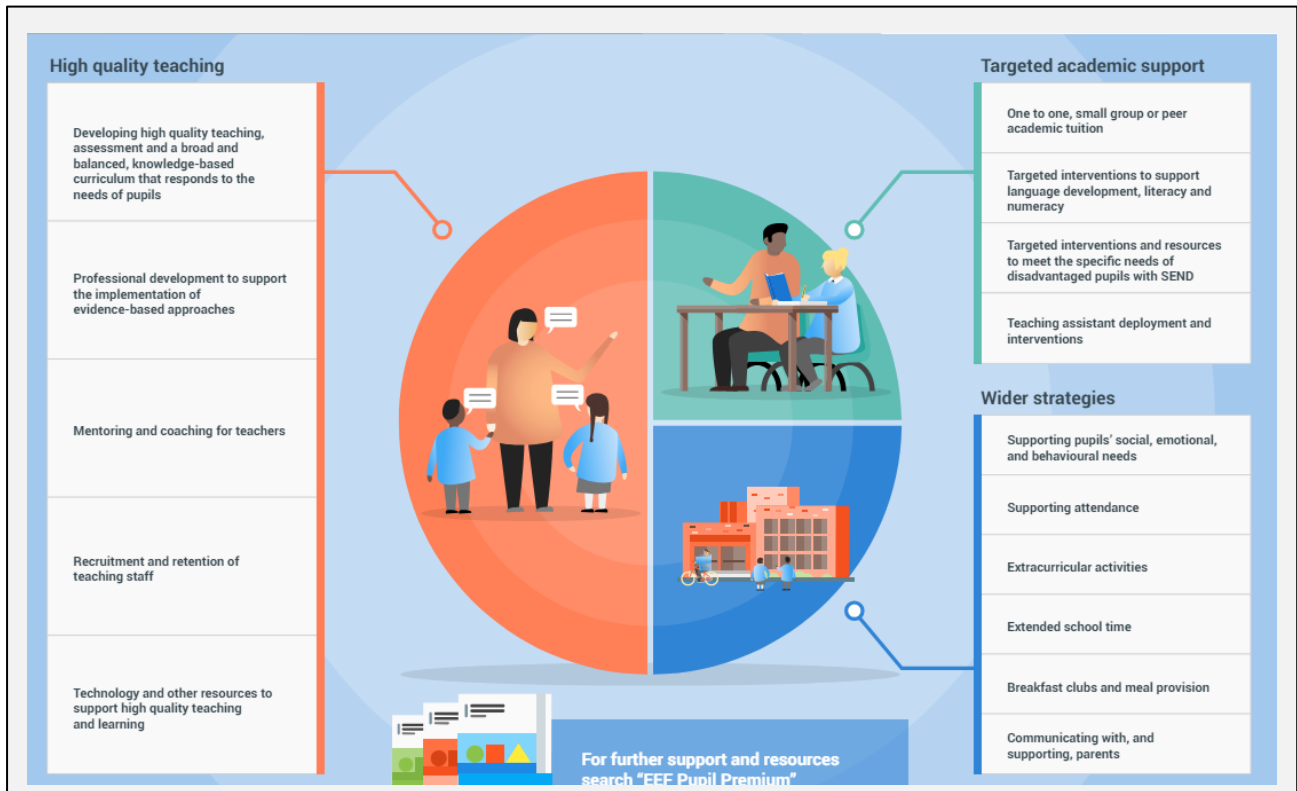 High quality teaching
Developing high quality teaching,
assessment and a broad and
balanced, knowledge-based
curriculum that responds to the
needs of pupils
Professional development to support
the implementation of
evidence-based approaches
Mentoring and coaching for teachers
Recruitment and retention of
teaching staff
Technology and other resources to
support high quality teaching
and learning
Targeted academic support
One to one, small group or peer
academic tuition
Targeted interventions to support
language development, literacy and
numeracy
Targeted interventions and resources
to meet the specific needs of
disadvantaged pupils with SEND
Teaching assistant deployment and
interventions
Wider strategies
Supporting pupils’ social, emotional,
and behavioural needs
Supporting attendance
Extracurricular activities
Extended school time
Breakfast clubs and meal provision
Communicating with, and
supporting, parents
For further support and resources
search “EEF Pupil Premium”